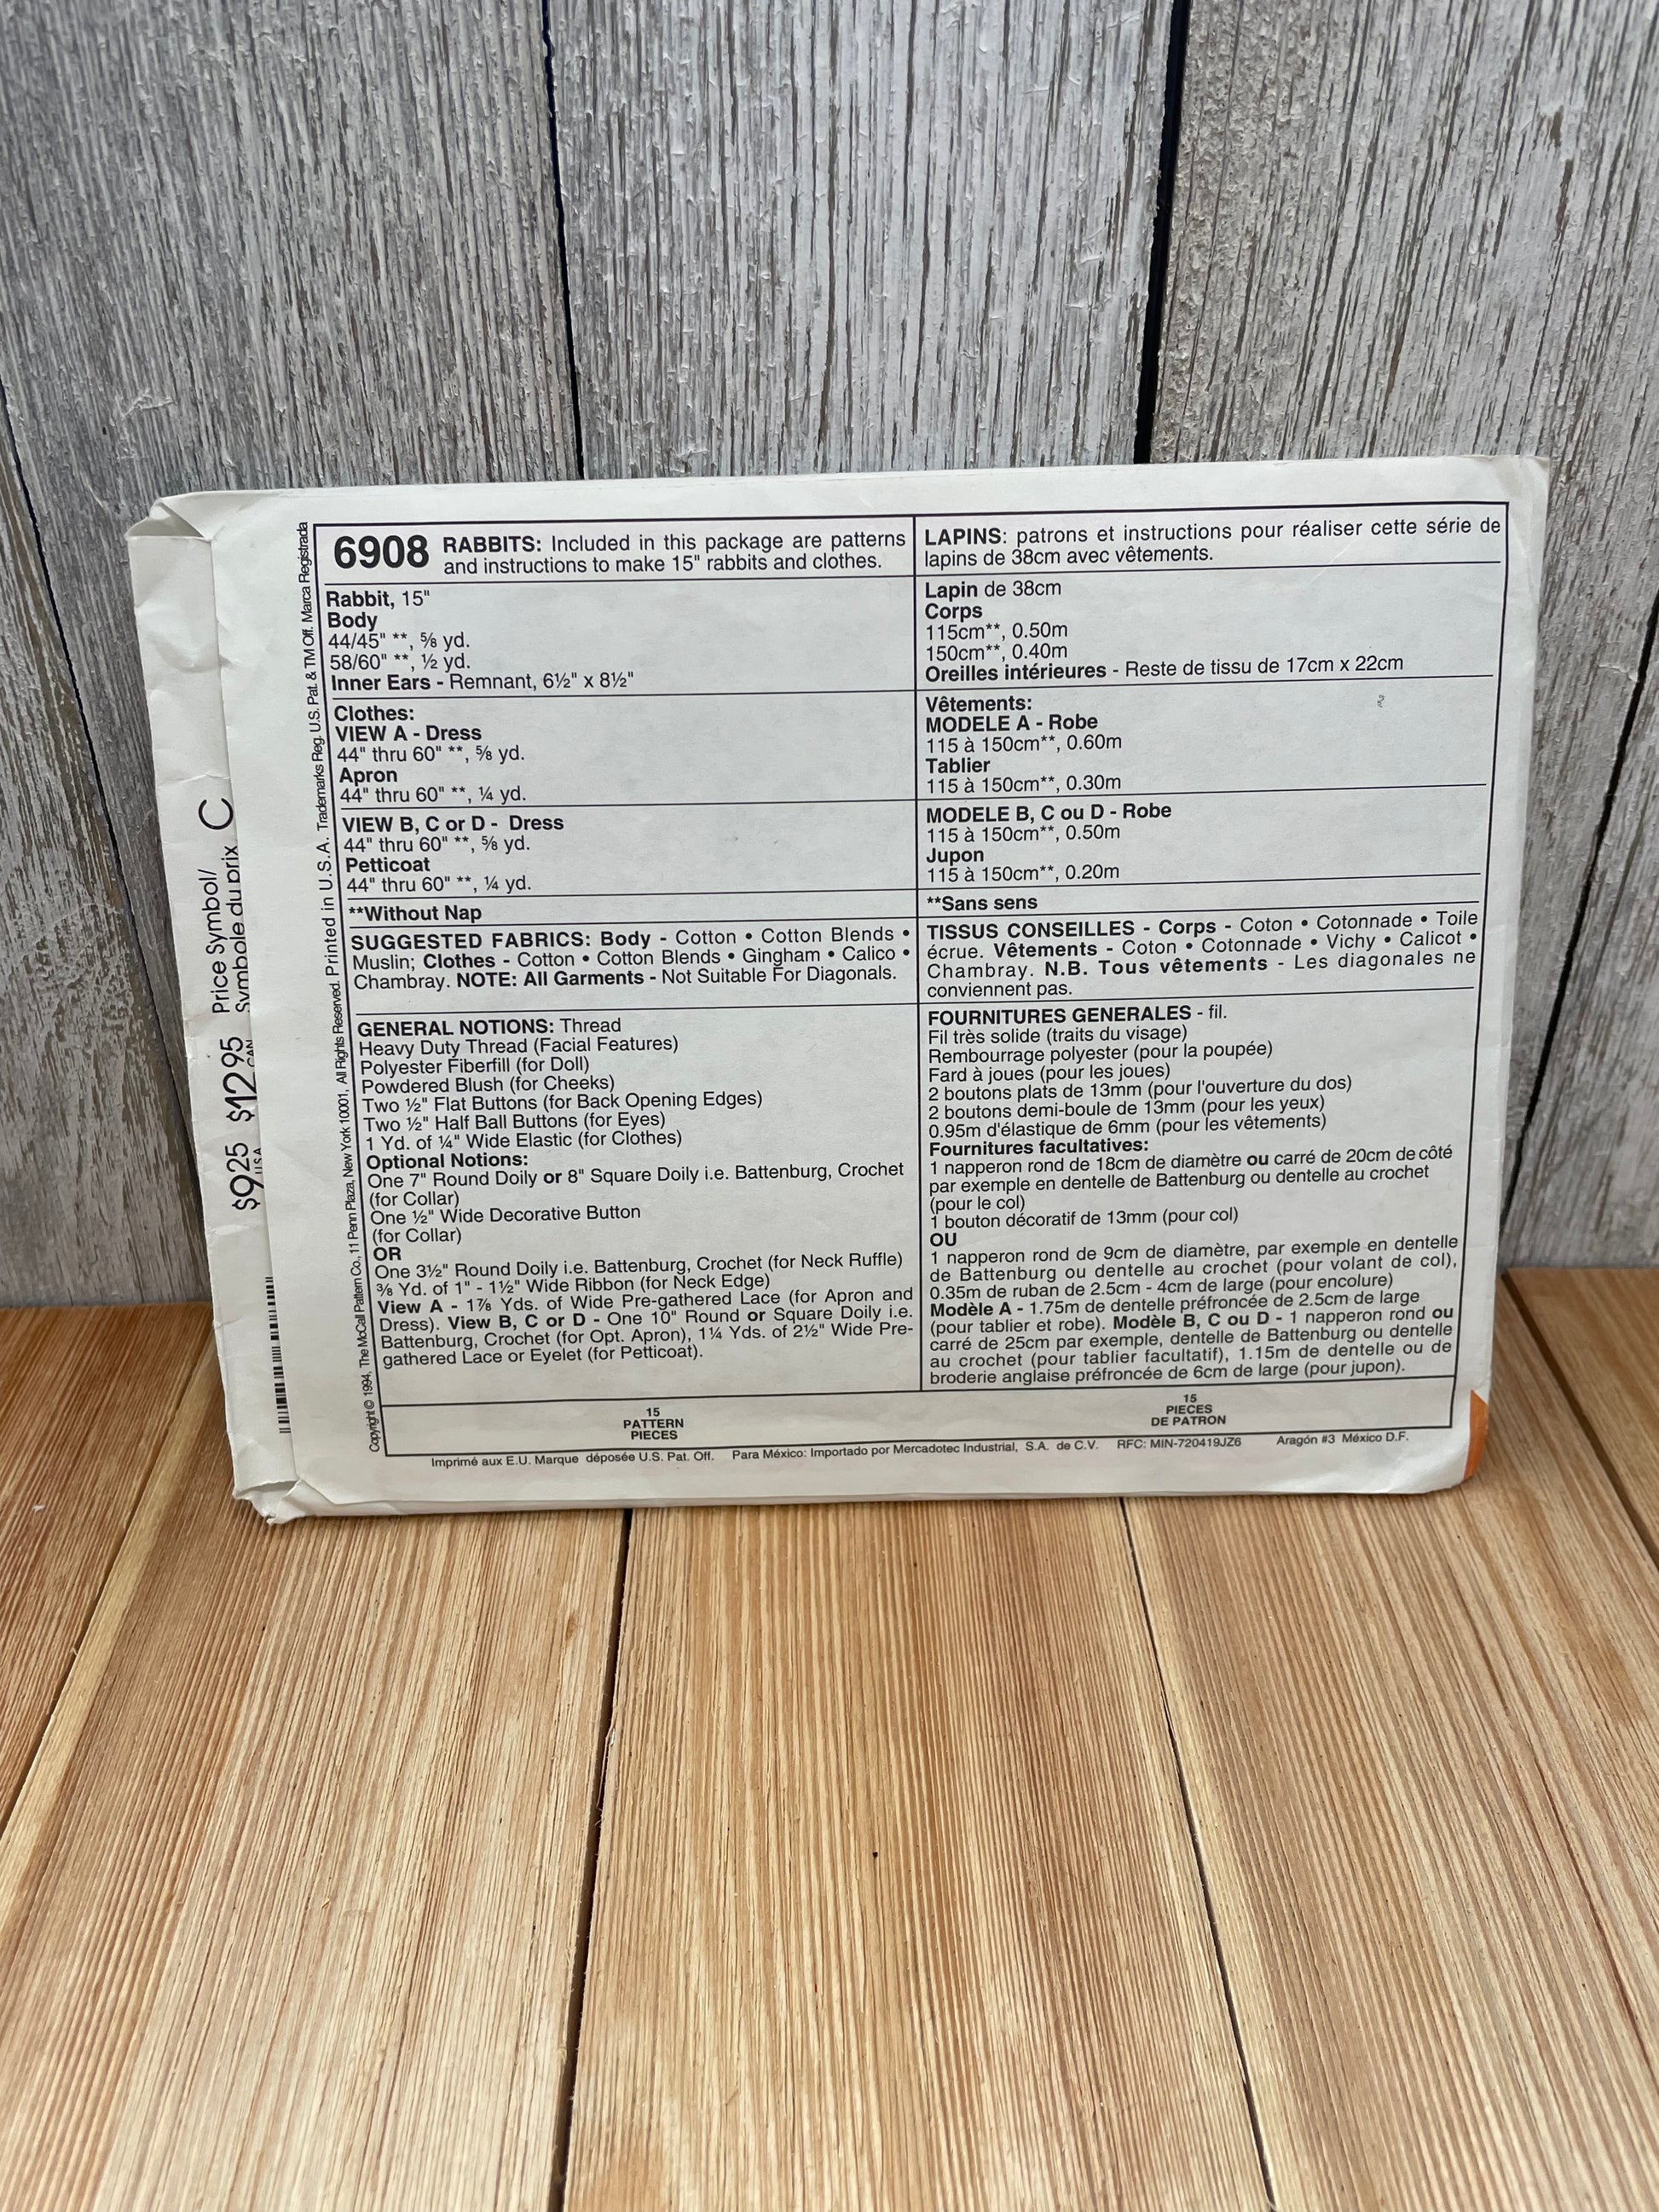 6908 RABBITS: Included in this package are patterns
and instructions to make 15" rabbits and clothes.
Rabbit, 15"
Body
44/45" **, ⅝ yd.
58/60" **, ½ yd.
Inner Ears - Remnant, 6½" x 8½"
Clothes:
VIEW A - Dress
44" thru 60" **, ⅝ yd.
Apron
44" thru 60" **, ¼ yd.
VIEW B, C or D - Dress
44" thru 60" **, ⅝ yd.
Petticoat
44" thru 60" **, ¼ yd.
**Without Nap
SUGGESTED FABRICS: Body - Cotton • Cotton Blends •
Muslin; Clothes - Cotton • Cotton Blends • Gingham • Calico •
Chambray. NOTE: All Garments - Not Suitable For Diagonals.
GENERAL NOTIONS: Thread
Heavy Duty Thread (Facial Features)
Polyester Fiberfill (for Doll)
Powdered Blush (for Cheeks)
Two ½" Flat Buttons (for Back Opening Edges)
Two ½" Half Ball Buttons (for Eyes)
1 Yd. of ¼" Wide Elastic (for Clothes)
Optional Notions:
One 7" Round Doily or 8" Square Doily i.e. Battenburg, Crochet
(for Collar)
One ½" Wide Decorative Button
(for Collar)
OR
One 3½" Round Doily i.e. Battenburg, Crochet (for Neck Ruffle)
⅜ Yd. of 1" - 1½" Wide Ribbon (for Neck Edge)
View A - 1⅞ Yds. of Wide Pre-gathered Lace (for Apron and
Dress). View B, C or D - One 10" Round or Square Doily i.e.
Battenburg, Crochet (for Opt. Apron), 1¼ Yds. of 2½" Wide Pre-
gathered Lace or Eyelet (for Petticoat).
LAPINS: patrons et instructions pour réaliser cette série de
lapins de 38cm avec vêtements.
Lapin de 38cm
Corps
115cm**, 0.50m
150cm**, 0.40m
Oreilles intérieures - Reste de tissu de 17cm x 22cm
Vêtements:
MODELE A - Robe
115 à 150cm**, 0.60m
Tablier
115 à 150cm**, 0.30m
MODELE B, C ou D - Robe
115 à 150cm**, 0.50m
Jupon
115 à 150cm**, 0.20m
**Sans sens
TISSUS CONSEILLES - Corps - Coton • Cotonnade • Toile
écrue. Vêtements - Coton • Cotonnade • Vichy • Calicot •
Chambray. N.B. Tous vêtements - Les diagonales ne
conviennent pas.
FOURNITURES GENERALES - fil.
Fil très solide (traits du visage)
Rembourrage polyester (pour la poupée)
Fard à joues (pour les joues)
2 boutons plats de 13mm (pour l'ouverture du dos)
2 boutons demi-boule de 13mm (pour les yeux)
0.95m d'élastique de 6mm (pour les vêtements)
Fournitures facultatives:
1 napperon rond de 18cm de diamètre ou carré de 20cm de côté
par exemple en dentelle de Battenburg ou dentelle au crochet
(pour le col)
1 bouton décoratif de 13mm (pour col)
OU
1 napperon rond de 9cm de diamètre, par exemple en dentelle
de Battenburg ou dentelle au crochet (pour volant de col),
0.35m de ruban de 2.5cm - 4cm de large (pour encolure)
Modèle A - 1.75m de dentelle préfroncée de 2.5cm de large
(pour tablier et robe). Modèle B, C ou D - 1 napperon rond ou
carré de 25cm par exemple, dentelle de Battenburg ou dentelle
au crochet (pour tablier facultatif), 1.15m de dentelle ou de
broderie anglaise préfroncée de 6cm de large (pour jupon).
15
PATTERN
PIECES
15
PIECES
DE PATRON
Imprimé aux E.U. Marque déposée U.S. Pat. Off. Para México: Importado por Mercadotec Industrial, S.A. de C.V. RFC: MIN-720419JZ6 Aragón #3 México D.F.
Copyright © 1994, The McCall Pattern Co., 11 Penn Plaza, New York 10001, All Rights Reserved. Printed in U.S.A. Trademarks Reg. U.S. Pat. & TM Off. Marca Registrada
$9.25 $12.95 Price Symbol/ C
USA CAN Symbole du prix